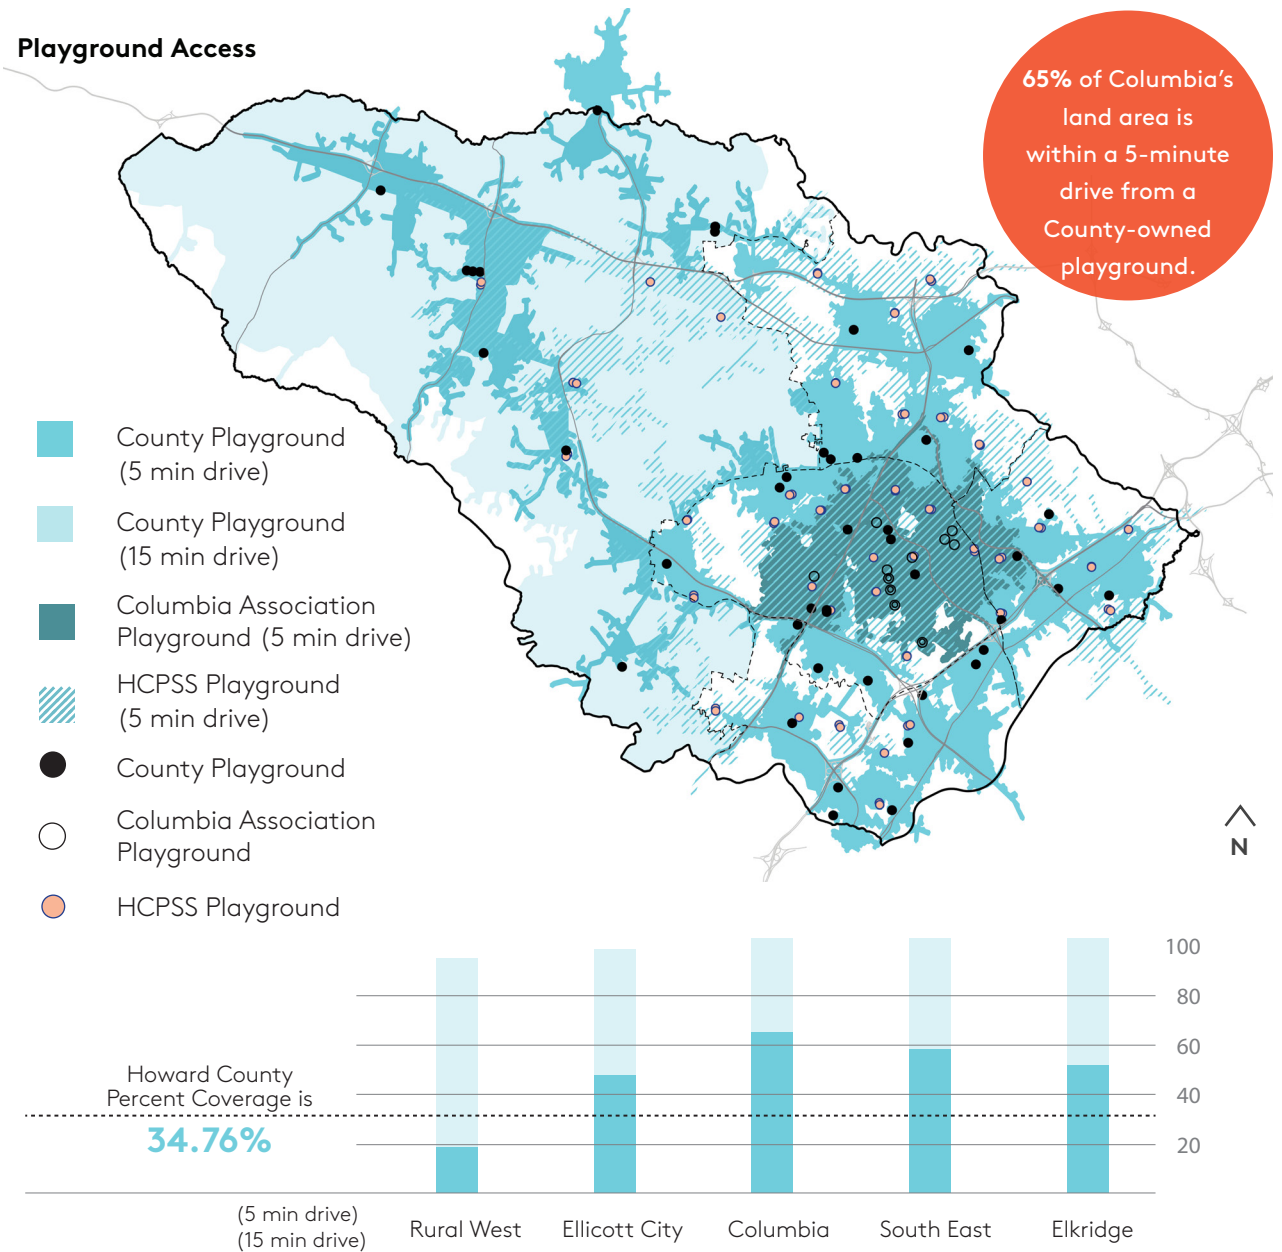 Playground Access
65% of Columbia's
land area is
within a 5-minute
drive from a
County-owned
playground.
County Playground
(5 min drive)
County Playground
(15 min drive)
Columbia Association
Playground (5 min drive)
HCPSS Playground
(5 min drive)
County Playground
Columbia Association
Playground
HCPSS Playground
N
100
80
60
40
20
Howard County
Percent Coverage is
34.76%
(5 min drive)
(15 min drive)
Rural West
Ellicott City
Columbia
South East
Elkridge